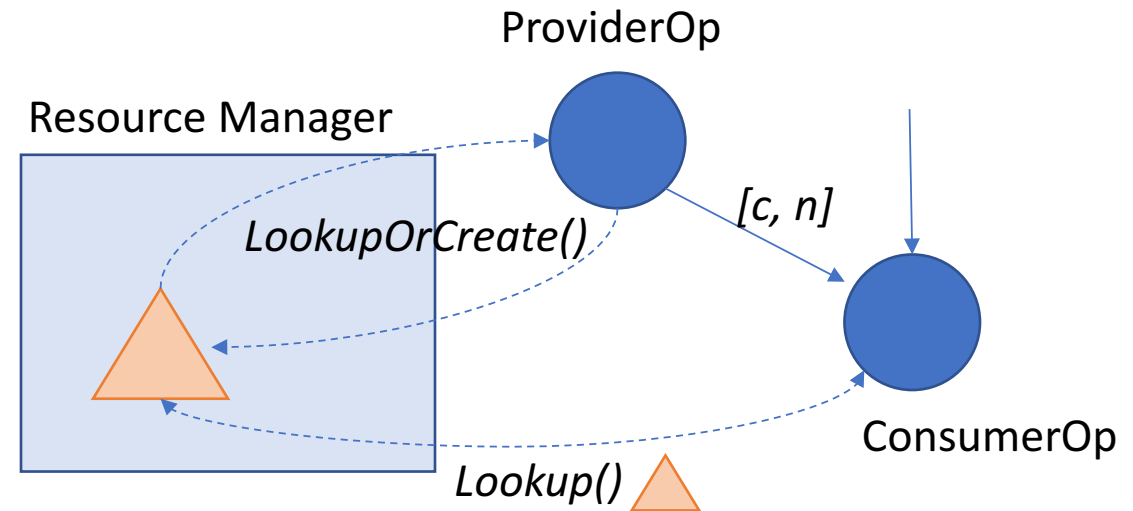 ProviderOp
Resource Manager
[c, n]
LookupOrCreate()
ConsumerOp
Lookup()